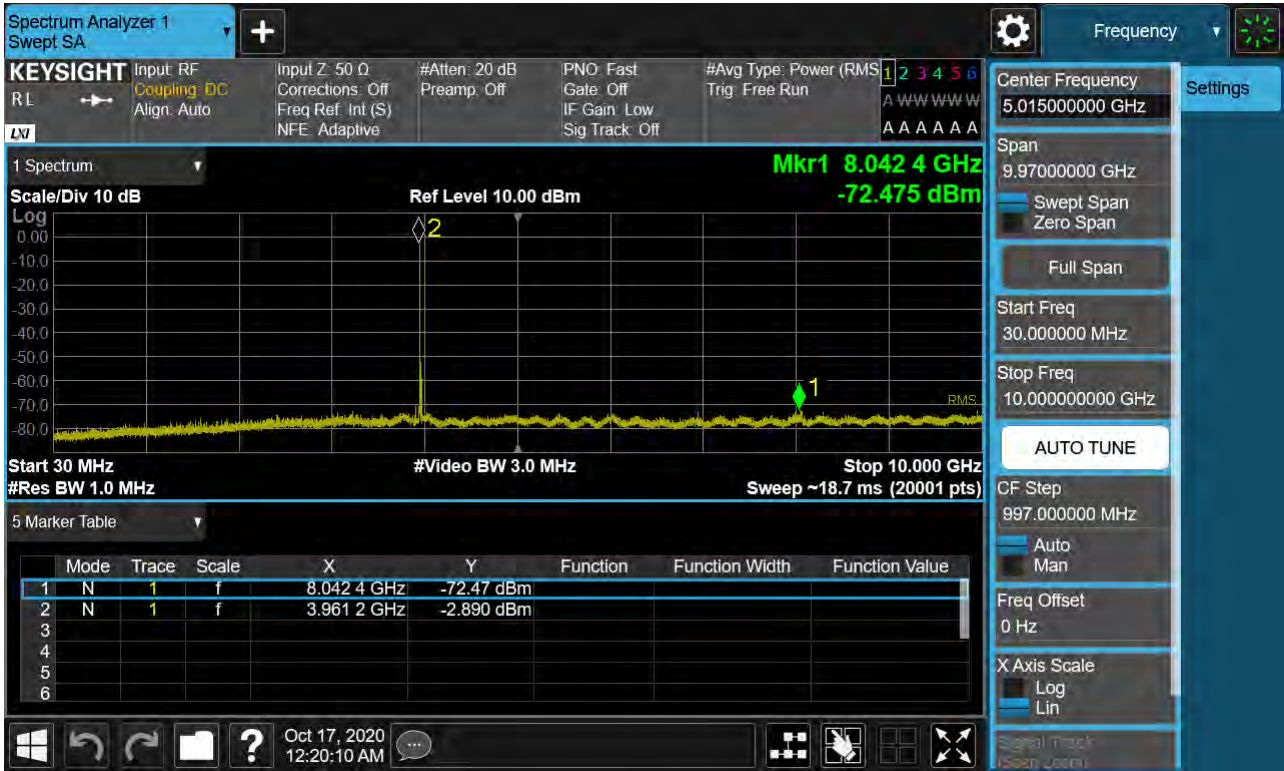 Spectrum Analyzer 1
Swept SA
+
Frequency
KEYSIGHT
RL
LXI
Input: RF
Coupling: DC
Align: Auto
Input Z: 50 Ω
Corrections: Off
Freq Ref: Int (S)
NFE: Adaptive
#Atten: 20 dB
Preamp: Off
PNO: Fast
Gate: Off
IF Gain: Low
Sig Track: Off
#Avg Type: Power (RMS
Trig: Free Run
1 2 3 4 5 6
A W W W W W
A A A A A A
1 Spectrum
Mkr1 8.042 4 GHz
Scale/Div 10 dB
Ref Level 10.00 dBm
-72.475 dBm
Log
0.00
-10.0
-20.0
-30.0
-40.0
-50.0
-60.0
-70.0
-80.0
2
1
RMS
Start 30 MHz
#Video BW 3.0 MHz
Stop 10.000 GHz
#Res BW 1.0 MHz
Sweep ~18.7 ms (20001 pts)
5 Marker Table
Mode Trace Scale X Y Function Function Width Function Value
1 N 1 f 8.042 4 GHz -72.47 dBm
2 N 1 f 3.961 2 GHz -2.890 dBm
3
4
5
6
?
Oct 17, 2020
12:20:10 AM
Center Frequency
5.015000000 GHz
Settings
Span
9.97000000 GHz
Swept Span
Zero Span
Full Span
Start Freq
30.000000 MHz
Stop Freq
10.000000000 GHz
AUTO TUNE
CF Step
997.000000 MHz
Auto
Man
Freq Offset
0 Hz
X Axis Scale
Log
Lin
Signal Track
(Span Zoom)